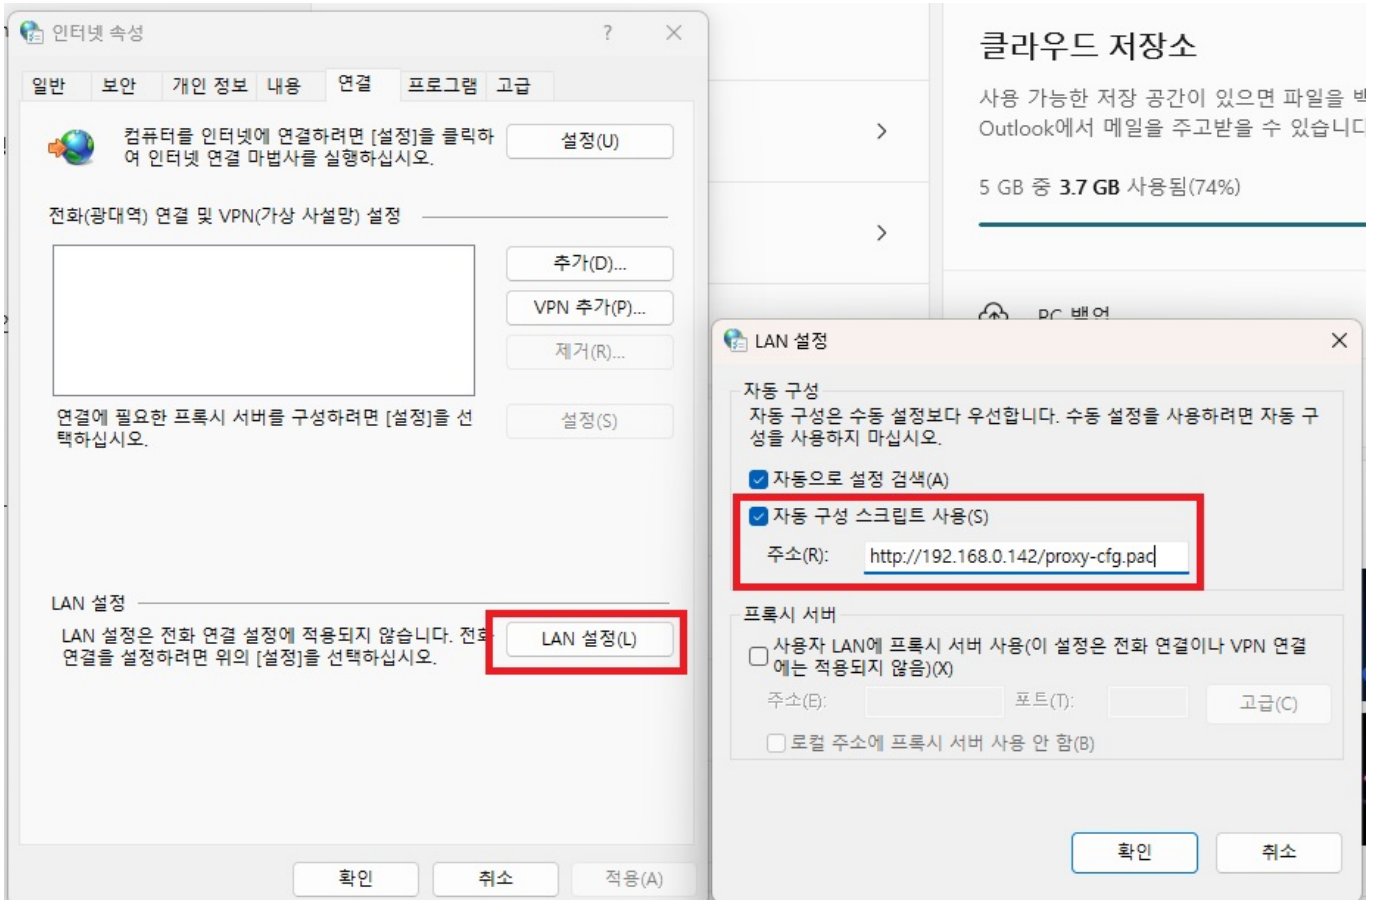 인터넷 속성
일반 보안 개인 정보 내용 연결 프로그램 고급
컴퓨터를 인터넷에 연결하려면 [설정]을 클릭하
여 인터넷 연결 마법사를 실행하십시오.
설정(U)
전화(광대역) 연결 및 VPN(가상 사설망) 설정
추가(D)...
VPN 추가(P)...
제거(R)...
연결에 필요한 프록시 서버를 구성하려면 [설정]을 선
택하십시오.
설정(S)
LAN 설정
LAN 설정은 전화 연결 설정에 적용되지 않습니다. 전화
연결을 설정하려면 위의 [설정]을 선택하십시오.
LAN 설정(L)
확인 취소 적용(A)
클라우드 저장소
사용 가능한 저장 공간이 있으면 파일을
Outlook에서 메일을 주고받을 수 있습니다
5 GB 중 3.7 GB 사용됨(74%)
PC 백업
LAN 설정
자동 구성
자동 구성은 수동 설정보다 우선합니다. 수동 설정을 사용하려면 자동 구
성을 사용하지 마십시오.
자동으로 설정 검색(A)
자동 구성 스크립트 사용(S)
주소(R): http://192.168.0.142/proxy-cfg.pac
프록시 서버
사용자 LAN에 프록시 서버 사용(이 설정은 전화 연결이나 VPN 연결
에는 적용되지 않음)(X)
주소(E): 포트(T): 고급(C)
로컬 주소에 프록시 서버 사용 안 함(B)
확인 취소